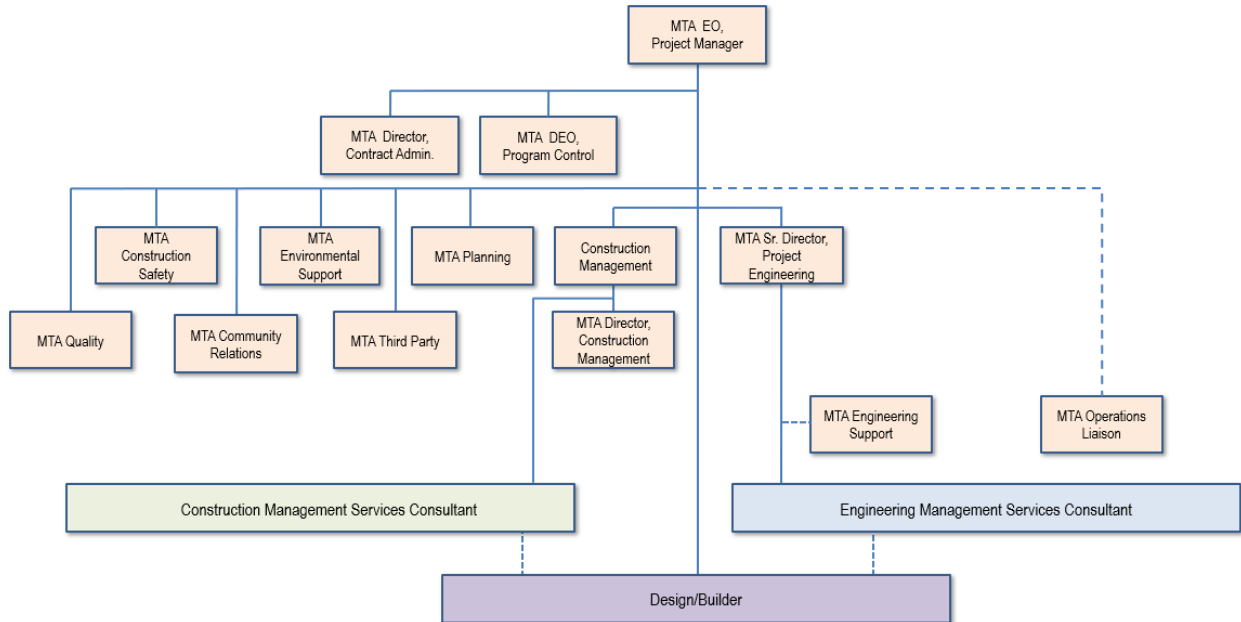 MTA EO,
Project Manager
MTA Director,
Contract Admin.
MTA DEO,
Program Control
MTA
Construction
Safety
MTA
Environmental
Support
MTA Planning
Construction
Management
MTA Sr. Director,
Project
Engineering
MTA Quality
MTA Community
Relations
MTA Third Party
MTA Director,
Construction
Management
MTA Engineering
Support
MTA Operations
Liaison
Construction Management Services Consultant
Engineering Management Services Consultant
Design/Builder